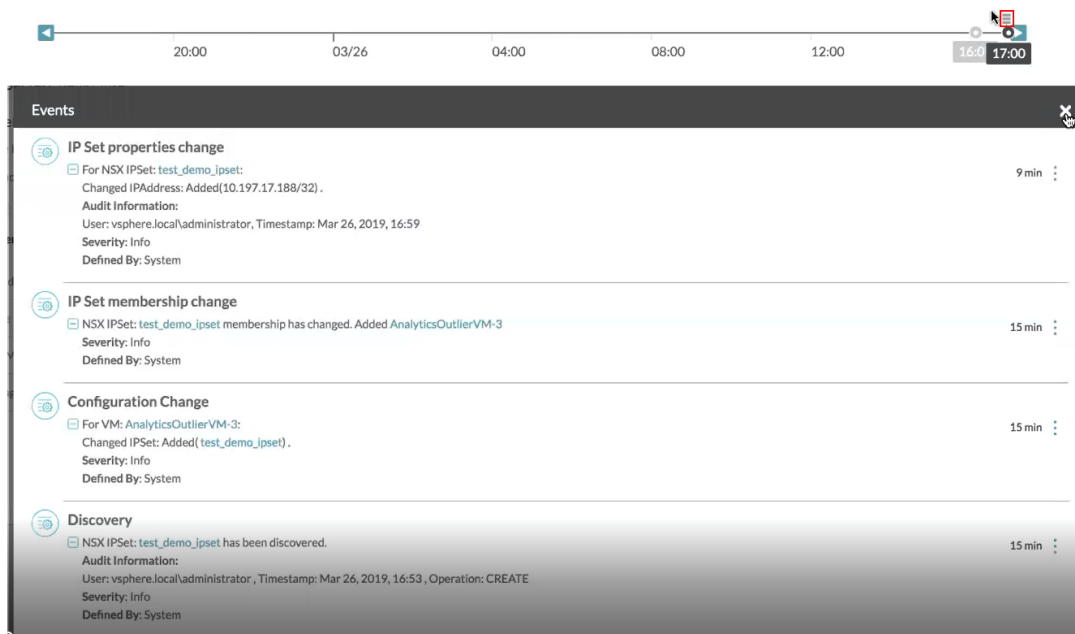 20:00
03/26
04:00
08:00
12:00
16:0
17:00
Events
IP Set properties change
For NSX IPSet: test_demo_ipset:
9 min
Changed IPAddress: Added(10.197.17.188/32) .
Audit Information:
User: vsphere.local\administrator, Timestamp: Mar 26, 2019, 16:59
Severity: Info
Defined By: System
IP Set membership change
NSX IPSet: test_demo_ipset membership has changed. Added AnalyticsOutlierVM-3
15 min
Severity: Info
Defined By: System
Configuration Change
For VM: AnalyticsOutlierVM-3:
15 min
Changed IPSet: Added( test_demo_ipset) .
Severity: Info
Defined By: System
Discovery
NSX IPSet: test_demo_ipset has been discovered.
15 min
Audit Information:
User: vsphere.local\administrator , Timestamp: Mar 26, 2019, 16:53 , Operation: CREATE
Severity: Info
Defined By: System